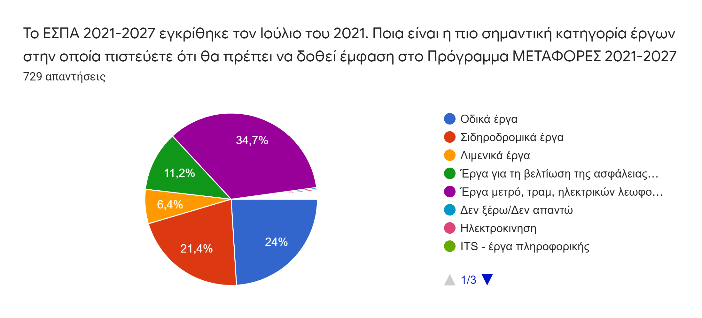 Το ΕΣΠΑ 2021-2027 εγκρίθηκε τον Ιούλιο του 2021. Ποια είναι η πιο σημαντική κατηγορία έργων
στην οποία πιστεύετε ότι θα πρέπει να δοθεί έμφαση στο Πρόγραμμα ΜΕΤΑΦΟΡΕΣ 2021-2027
729 απαντήσεις
34,7%
11,2%
6,4%
21,4%
24%
Οδικά έργα
Σιδηροδρομικά έργα
Λιμενικά έργα
Έργα για τη βελτίωση της ασφάλειας…
Έργα μετρό, τραμ, ηλεκτρικών λεωφο…
Δεν ξέρω/Δεν απαντώ
Ηλεκτροκινηση
ITS - έργα πληροφορικής
1/3